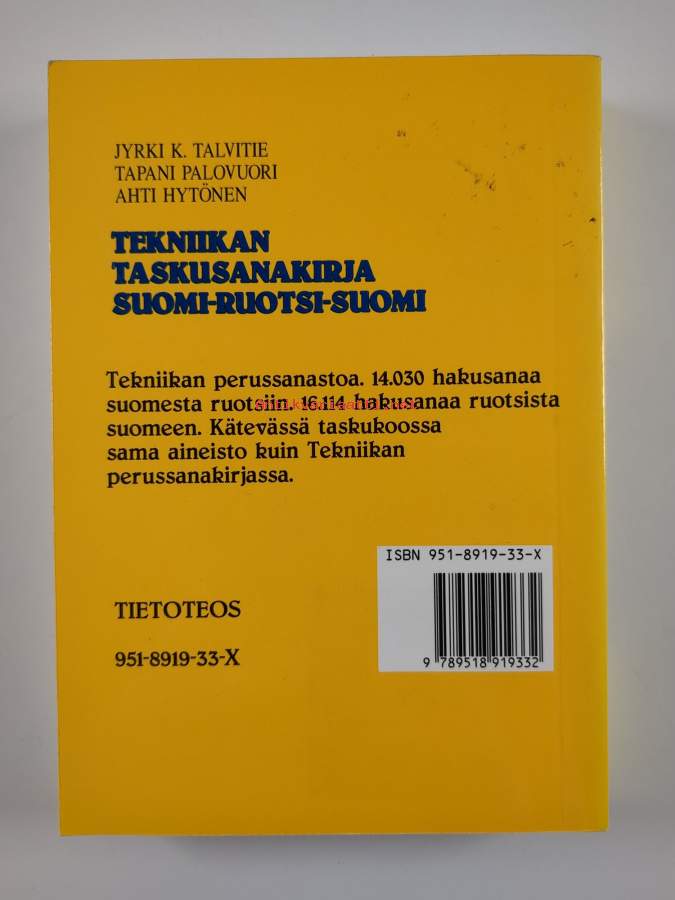 JYRKI K. TALVITIE
TAPANI PALOVUORI
AHTI HYTÖNEN
TEKNIIKAN
TASKUSANAKIRJA
SUOMI-RUOTSI-SUOMI
Tekniikan perussanastoa. 14.030 hakusanaa
suomesta ruotsiin. 16.114 hakusanaa ruotsista
suomeen. Kätevässä taskukoossa
sama aineisto kuin Tekniikan
perussanakirjassa.
ISBN 951-8919-33-X
9 789518 919332
TIETOTEOS
951-8919-33-X